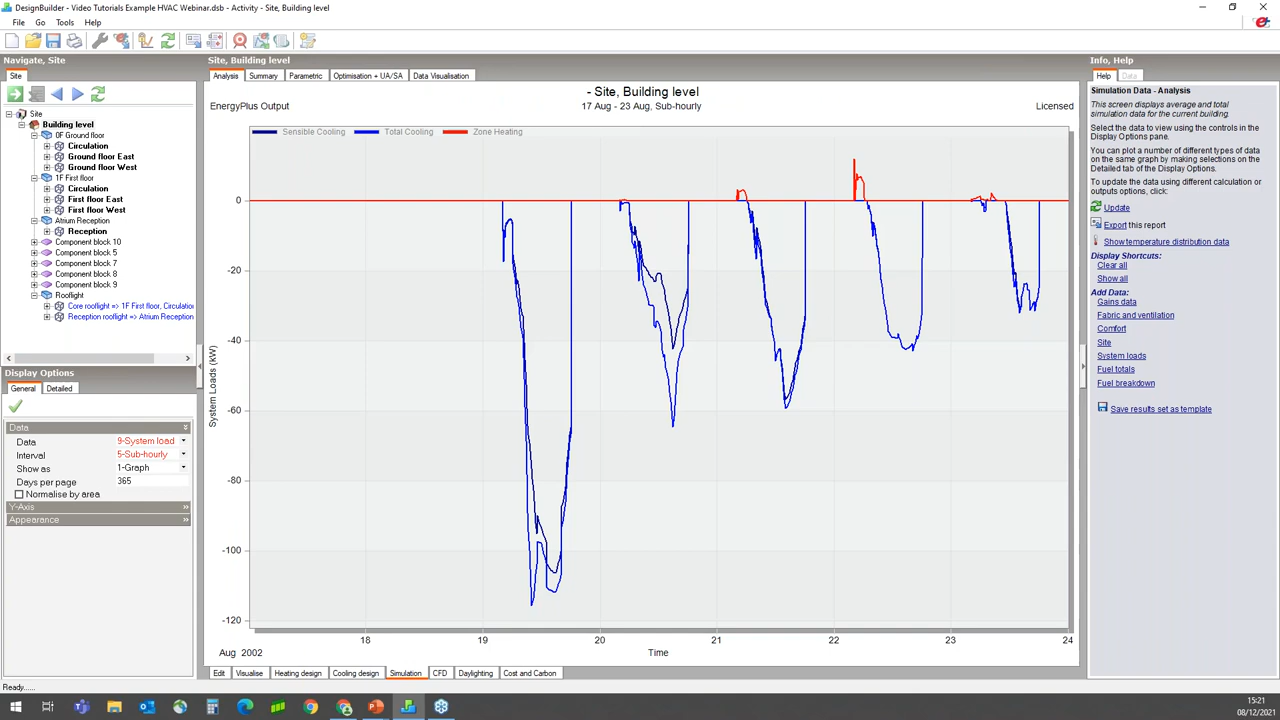 DesignBuilder - Video Tutorials Example HVAC Webinar.dsb - Activity - Site, Building level
File Go Tools Help
Navigate, Site
Site
Site
Building level
0F Ground floor
Circulation
Ground floor East
Ground floor West
1F First floor
Circulation
First floor East
First floor West
Atrium Reception
Reception
Component block 10
Component block 5
Component block 7
Component block 8
Component block 9
Rooflight
Core rooflight => 1F First floor, Circulatio
Reception rooflight => Atrium Reception
Display Options
General Detailed
Data
Data 9-System load
Interval 5-Sub-hourly
Show as 1-Graph
Days per page 365
Normalise by area
Y-Axis
Appearance
Site, Building level
Analysis Summary Parametric Optimisation + UA/SA Data Visualisation
- Site, Building level
EnergyPlus Output 17 Aug - 23 Aug, Sub-hourly Licensed
Sensible Cooling Total Cooling Zone Heating
0
-20
-40
-60
-80
-100
-120
System Loads (kW)
18 19 20 21 22 23 24
Aug 2002 Time
Edit Visualise Heating design Cooling design Simulation CFD Daylighting Cost and Carbon
Info, Help
Help Data
Simulation Data - Analysis
This screen displays average and total
simulation data for the current building.
Select the data to view using the controls in the
Display Options pane.
You can plot a number of different types of data
on the same graph by making selections on the
Detailed tab of the Display Options.
To update the data using different calculation or
outputs options, click:
Update
Export this report
Show temperature distribution data
Display Shortcuts:
Clear all
Show all
Add Data:
Gains data
Fabric and ventilation
Comfort
Site
System loads
Fuel totals
Fuel breakdown
Save results set as template
Ready.....
15:21
08/12/2021